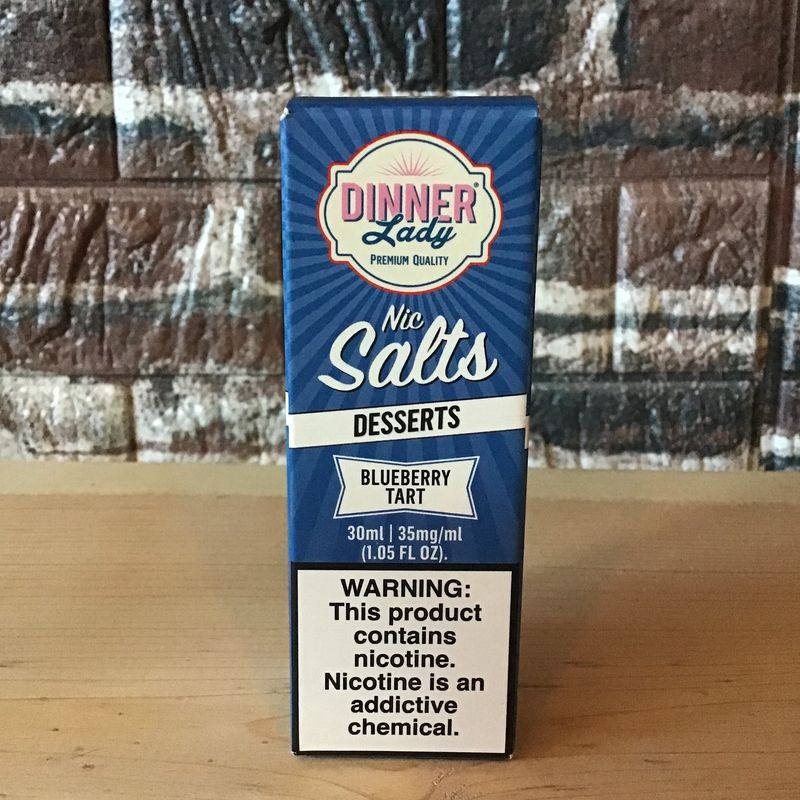 DINNER
Lady
PREMIUM QUALITY
Nic
Salts
DESSERTS
BLUEBERRY
TART
30ml | 35mg/ml
(1.05 FL OZ).
WARNING:
This product
contains
nicotine.
Nicotine is an
addictive
chemical.